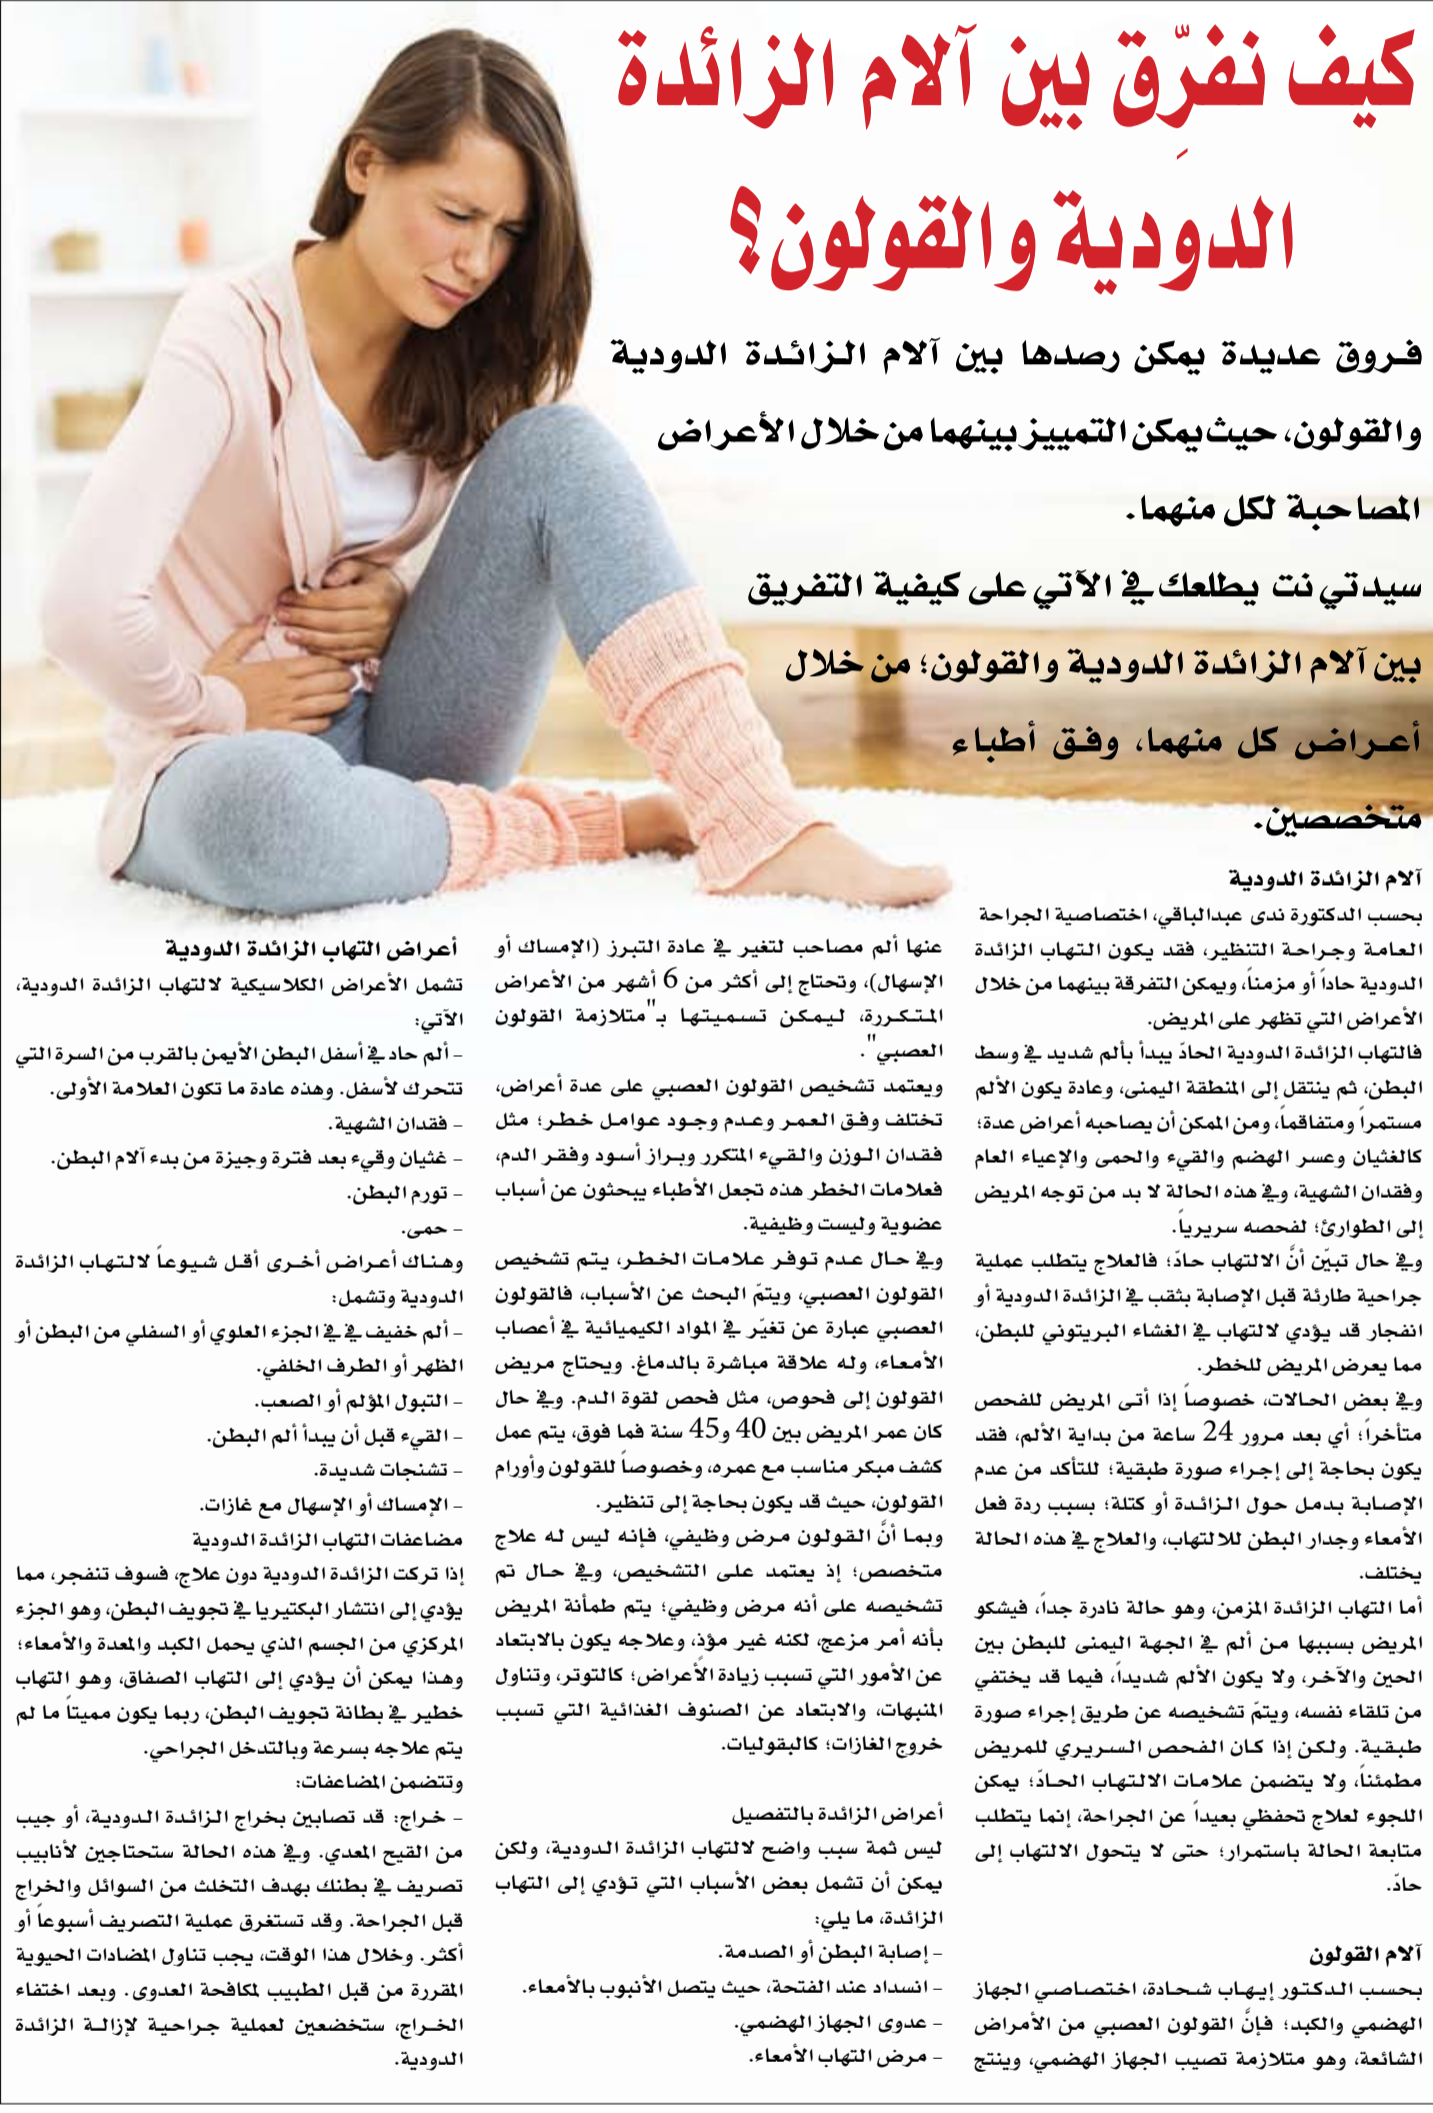 كيف نفرِّق بين آلام الزائدة
الدودية والقولون؟
فروق عديدة يمكن رصدها بين آلام الزائدة الدودية
والقولون، حيث يمكن التمييز بينهما من خلال الأعراض
المصاحبة لكل منهما.
سيدتي نت يطلعك في الآتي على كيفية التفريق
بين آلام الزائدة الدودية والقولون؛ من خلال
أعراض كل منهما، وفق أطباء
متخصصين.
آلام الزائدة الدودية
بحسب الدكتورة ندى عبدالباقي، اختصاصية الجراحة
العامة وجراحة التنظير، فقد يكون التهاب الزائدة
الدودية حاداً أو مزمناً، ويمكن التفرقة بينهما من خلال
الأعراض التي تظهر على المريض.
فالتهاب الزائدة الدودية الحادّ يبدأ بألم شديد في وسط
البطن، ثم ينتقل إلى المنطقة اليمنى، وعادة يكون الألم
مستمراً ومتفاقماً، ومن الممكن أن يصاحبه أعراض عدة؛
كالغثيان وعسر الهضم والقيء والحمى والإعياء العام
وفقدان الشهية، وفي هذه الحالة لا بد من توجه المريض
إلى الطوارئ؛ لفحصه سريرياً.
وفي حال تبيّن أنَّ الالتهاب حادّ؛ فالعلاج يتطلب عملية
جراحية طارئة قبل الإصابة بثقب في الزائدة الدودية أو
انفجار قد يؤدي لالتهاب في الغشاء البريتوني للبطن،
مما يعرض المريض للخطر.
وفي بعض الحالات، خصوصاً إذا أتى المريض للفحص
متأخراً؛ أي بعد مرور 24 ساعة من بداية الألم، فقد
يكون بحاجة إلى إجراء صورة طبقية؛ للتأكد من عدم
الإصابة بدمل حول الزائدة أو كتلة؛ بسبب ردة فعل
الأمعاء وجدار البطن للالتهاب، والعلاج في هذه الحالة
يختلف.
أما التهاب الزائدة المزمن، وهو حالة نادرة جداً، فيشكو
المريض بسببها من ألم في الجهة اليمنى للبطن بين
الحين والآخر، ولا يكون الألم شديداً، فيما قد يختفي
من تلقاء نفسه، ويتمّ تشخيصه عن طريق إجراء صورة
طبقية. ولكن إذا كان الفحص السريري للمريض
مطمئناً، ولا يتضمن علامات الالتهاب الحادّ؛ يمكن
اللجوء لعلاج تحفظي بعيداً عن الجراحة، إنما يتطلب
متابعة الحالة باستمرار؛ حتى لا يتحول الالتهاب إلى
حادّ.
آلام القولون
بحسب الدكتور إيهاب شحادة، اختصاصي الجهاز
الهضمي والكبد؛ فإنَّ القولون العصبي من الأمراض
الشائعة، وهو متلازمة تصيب الجهاز الهضمي، وينتج
عنها ألم مصاحب لتغير في عادة التبرز (الإمساك أو
الإسهال)، وتحتاج إلى أكثر من 6 أشهر من الأعراض
المتكررة، ليمكن تسميتها بـ"متلازمة القولون
العصبي".
ويعتمد تشخيص القولون العصبي على عدة أعراض،
تختلف وفق العمر وعدم وجود عوامل خطر؛ مثل
فقدان الوزن والقيء المتكرر وبراز أسود وفقر الدم،
فعلامات الخطر هذه تجعل الأطباء يبحثون عن أسباب
عضوية وليست وظيفية.
وفي حال عدم توفر علامات الخطر، يتم تشخيص
القولون العصبي، ويتمّ البحث عن الأسباب، فالقولون
العصبي عبارة عن تغيّر في المواد الكيميائية في أعصاب
الأمعاء، وله علاقة مباشرة بالدماغ. ويحتاج مريض
القولون إلى فحوص، مثل فحص لقوة الدم. وفي حال
كان عمر المريض بين 40 و45 سنة فما فوق، يتم عمل
كشف مبكر مناسب مع عمره، وخصوصاً للقولون وأورام
القولون، حيث قد يكون بحاجة إلى تنظير.
وبما أنَّ القولون مرض وظيفي، فإنه ليس له علاج
متخصص؛ إذ يعتمد على التشخيص، وفي حال تم
تشخيصه على أنه مرض وظيفي؛ يتم طمأنة المريض
بأنه أمر مزعج، لكنه غير مؤذٍ، وعلاجه يكون بالابتعاد
عن الأمور التي تسبب زيادة الأعراض؛ كالتوتر، وتناول
المنبهات، والابتعاد عن الصنوف الغذائية التي تسبب
خروج الغازات؛ كالبقوليات.
أعراض الزائدة بالتفصيل
ليس ثمة سبب واضح لالتهاب الزائدة الدودية، ولكن
يمكن أن تشمل بعض الأسباب التي تؤدي إلى التهاب
الزائدة، ما يلي:
- إصابة البطن أو الصدمة.
- انسداد عند الفتحة، حيث يتصل الأنبوب بالأمعاء.
- عدوى الجهاز الهضمي.
- مرض التهاب الأمعاء.
أعراض التهاب الزائدة الدودية
تشمل الأعراض الكلاسيكية لالتهاب الزائدة الدودية،
الآتي:
- ألم حاد في أسفل البطن الأيمن بالقرب من السرة التي
تتحرك لأسفل. وهذه عادة ما تكون العلامة الأولى.
- فقدان الشهية.
- غثيان وقيء بعد فترة وجيزة من بدء آلام البطن.
- تورم البطن.
- حمى.
وهناك أعراض أخرى أقل شيوعاً لالتهاب الزائدة
الدودية وتشمل:
- ألم خفيف في في الجزء العلوي أو السفلي من البطن أو
الظهر أو الطرف الخلفي.
- التبول المؤلم أو الصعب.
- القيء قبل أن يبدأ ألم البطن.
- تشنجات شديدة.
- الإمساك أو الإسهال مع غازات.
مضاعفات التهاب الزائدة الدودية
إذا تركت الزائدة الدودية دون علاج، فسوف تنفجر، مما
يؤدي إلى انتشار البكتيريا في تجويف البطن، وهو الجزء
المركزي من الجسم الذي يحمل الكبد والمعدة والأمعاء؛
وهذا يمكن أن يؤدي إلى التهاب الصفاق، وهو التهاب
خطير في بطانة تجويف البطن، ربما يكون مميتاً ما لم
يتم علاجه بسرعة وبالتدخل الجراحي.
وتتضمن المضاعفات:
- خراج: قد تصابين بخراج الزائدة الدودية، أو جيب
من القيح المعدي. وفي هذه الحالة ستحتاجين لأنابيب
تصريف في بطنك بهدف التخلث من السوائل والخراج
قبل الجراحة. وقد تستغرق عملية التصريف أسبوعاً أو
أكثر. وخلال هذا الوقت، يجب تناول المضادات الحيوية
المقررة من قبل الطبيب لمكافحة العدوى. وبعد اختفاء
الخراج، ستخضعين لعملية جراحية لإزالة الزائدة
الدودية.